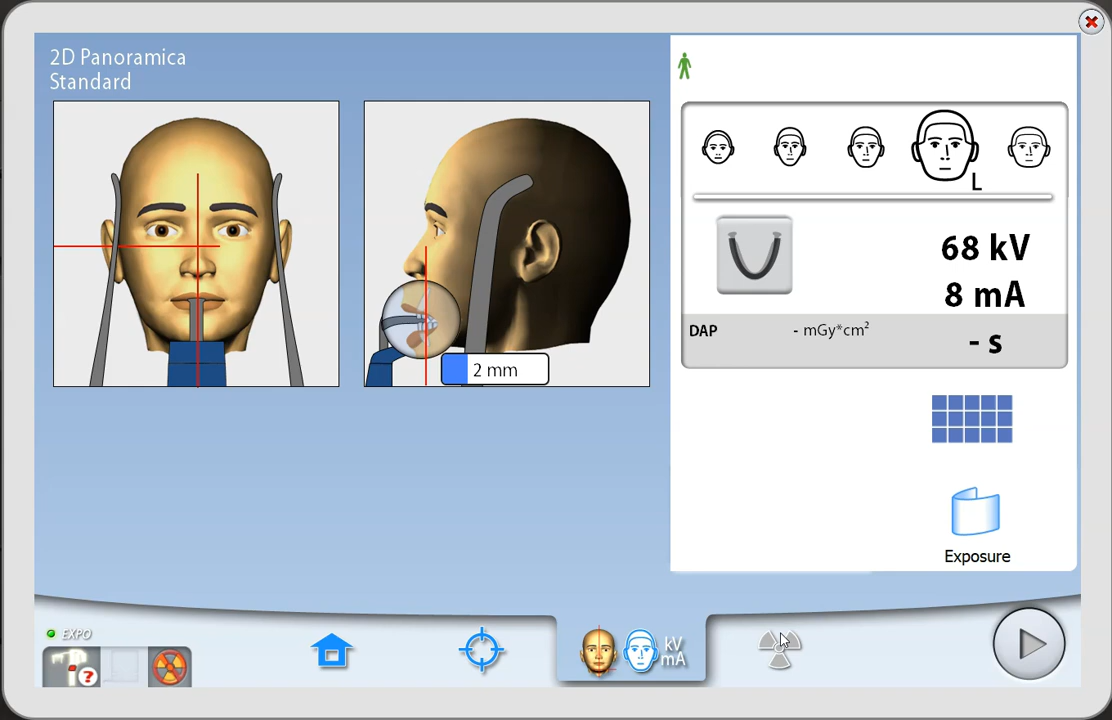 2D Panoramica
Standard
2 mm
L
68 kV
8 mA
DAP - mGy*cm²
- s
Exposure
EXPO
?
kV
mA